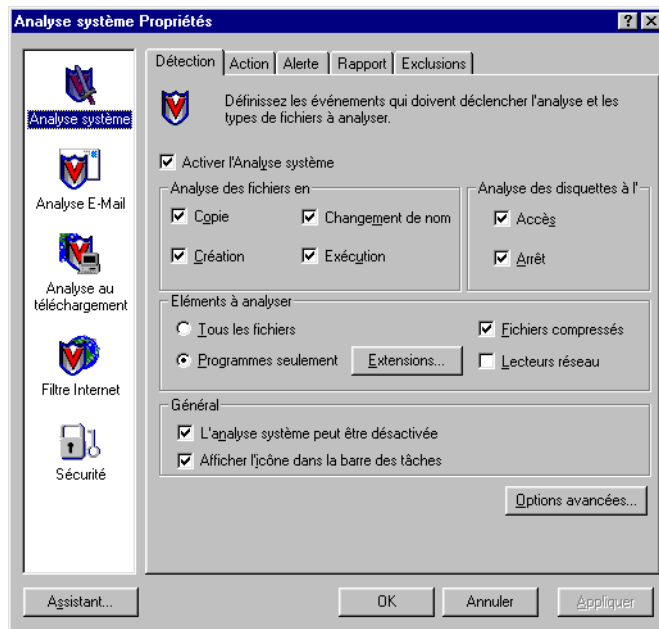 Analyse système Propriétés
Analyse système
Analyse E-Mail
Analyse au
téléchargement
Filtre Internet
Sécurité
Détection Action Alerte Rapport Exclusions
Définissez les événements qui doivent déclencher l'analyse et les
types de fichiers à analyser.
Activer l'Analyse système
Analyse des fichiers en
Copie Changement de nom
Création Exécution
Analyse des disquettes à l'
Accès
Arrêt
Eléments à analyser
Tous les fichiers Fichiers compressés
Programmes seulement Extensions... Lecteurs réseau
Général
L'analyse système peut être désactivée
Afficher l'icône dans la barre des tâches
Options avancées...
Assistant... OK Annuler Appliquer